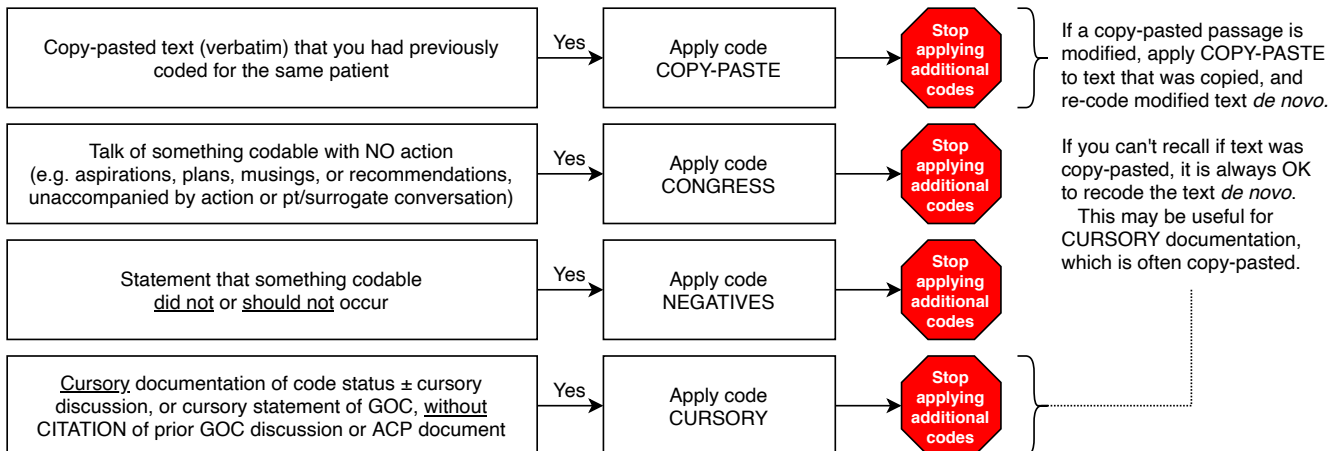 Copy-pasted text (verbatim) that you had previously
coded for the same patient
Yes
Apply code
COPY-PASTE
Stop
applying
additional
codes
If a copy-pasted passage is
modified, apply COPY-PASTE
to text that was copied, and
re-code modified text de novo.
Talk of something codable with NO action
(e.g. aspirations, plans, musings, or recommendations,
unaccompanied by action or pt/surrogate conversation)
Yes
Apply code
CONGRESS
Stop
applying
additional
codes
If you can't recall if text was
copy-pasted, it is always OK
to recode the text de novo.
This may be useful for
CURSORY documentation,
which is often copy-pasted.
Statement that something codable
did not or should not occur
Yes
Apply code
NEGATIVES
Stop
applying
additional
codes
Cursory documentation of code status ± cursory
discussion, or cursory statement of GOC, without
CITATION of prior GOC discussion or ACP document
Yes
Apply code
CURSORY
Stop
applying
additional
codes